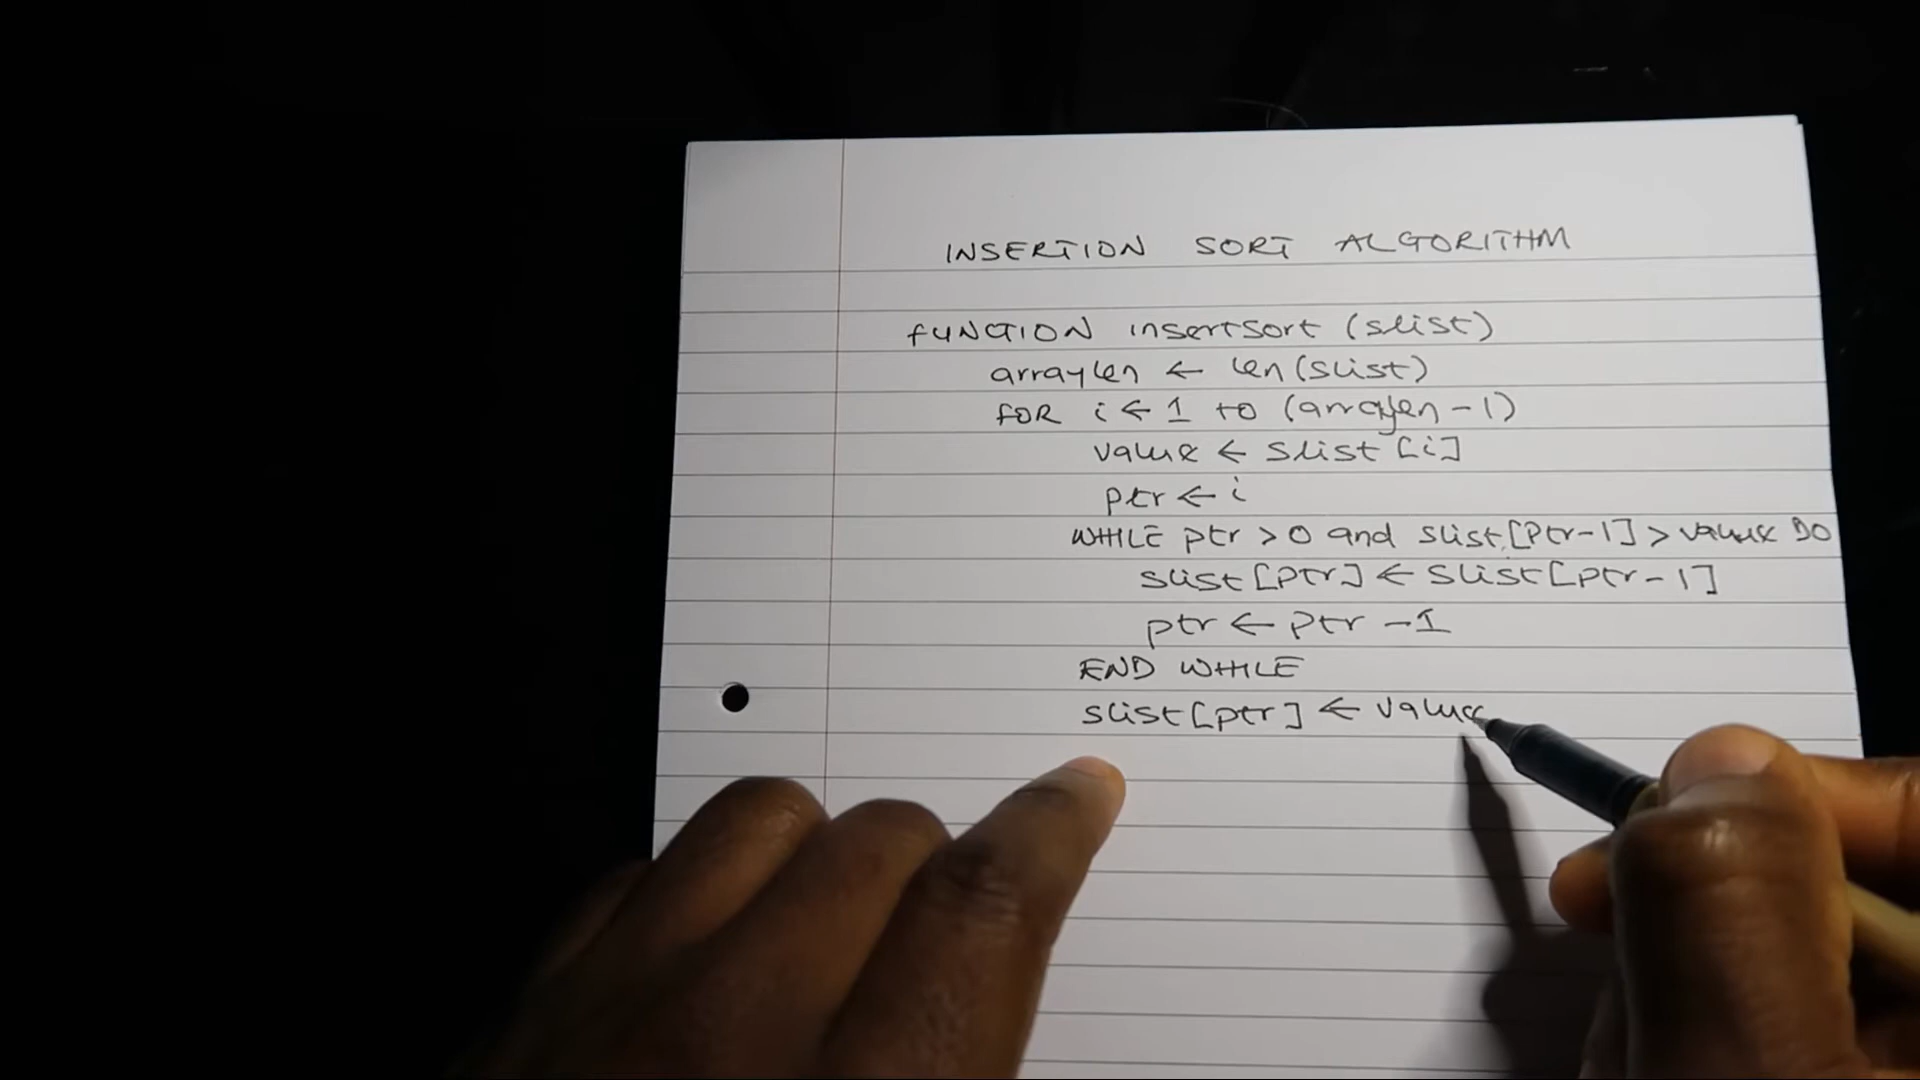 INSERTION SORT ALGORITHM
FUNCTION insertsort (slist)
arraylen ← len(slist)
FOR i ← 1 to (arraylen - 1)
value ← slist [i]
ptr ← i
WHILE ptr > 0 and slist [Ptr-1] > value DO
slist [ptr] ← slist[ptr - 1]
ptr ← ptr - 1
END WHILE
slist[ptr] ← value